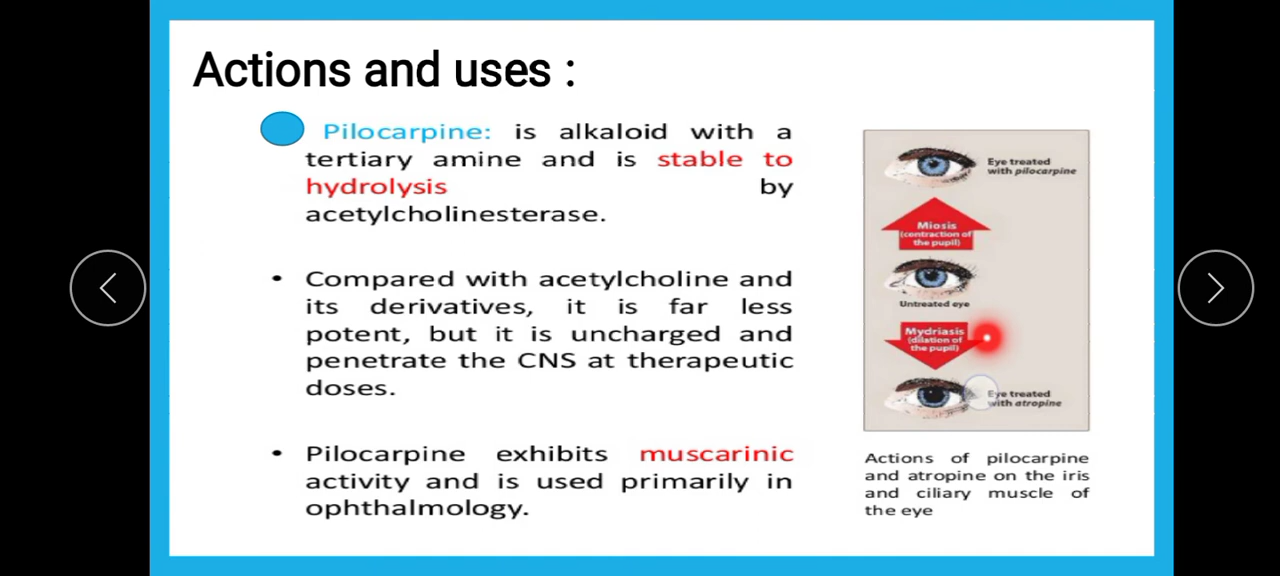 Actions and uses :
Pilocarpine: is alkaloid with a
tertiary amine and is stable to
hydrolysis by
acetylcholinesterase.
• Compared with acetylcholine and
its derivatives, it is far less
potent, but it is uncharged and
penetrate the CNS at therapeutic
doses.
• Pilocarpine exhibits muscarinic
activity and is used primarily in
ophthalmology.
Eye treated
with pilocarpine
Miosis
(contraction of
the pupil)
Untreated eye
Mydriasis
(dilation of
the pupil)
Eye treated
with atropine
Actions of pilocarpine
and atropine on the iris
and ciliary muscle of
the eye